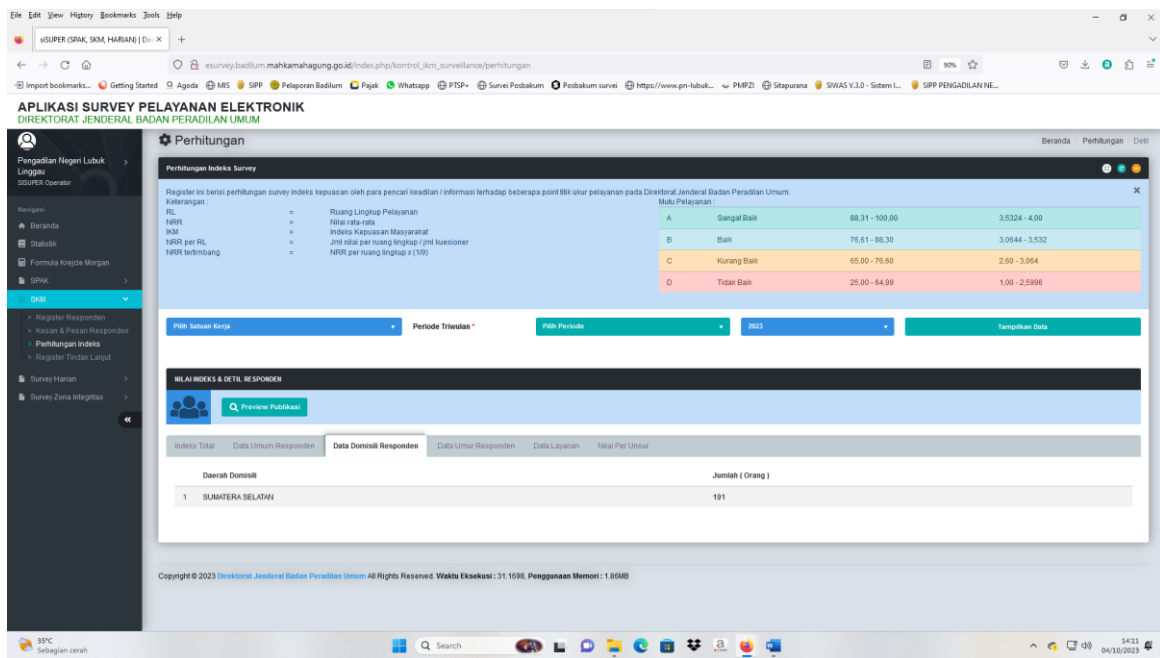 File Edit View History Bookmarks Tools Help
siSUPER (SPAK, SKM, HARIAN) | Dir
esurvey.badilum.mahkamahagung.go.id/index.php/kontrol_ikm_surveillance/perhitungan
90%
Import bookmarks... Getting Started Agoda MIS SIPP Pelaporan Badilum Pajak Whatsapp PTSP+ Survei Posbakum Posbakum survei https://www.pn-lubuk... PMPZI Sitapurana SIWAS V.3.0 - Sistem I... SIPP PENGADILAN NE...
APLIKASI SURVEY PELAYANAN ELEKTRONIK
DIREKTORAT JENDERAL BADAN PERADILAN UMUM
Pengadilan Negeri Lubuk Linggau
SISUPER Operator
Navigasi
Beranda
Statistik
Formula Krejcie Morgan
SPAK
SKM
Register Responden
Kesan & Pesan Responden
Perhitungan Indeks
Register Tindak Lanjut
Survey Harian
Survey Zona Integritas
Perhitungan
Beranda Perhitungan Detil
Perhitungan Indeks Survey
Register ini berisi perhitungan survey indeks kepuasan oleh para pencari keadilan / informasi terhadap beberapa point titik ukur pelayanan pada Direktorat Jenderal Badan Peradilan Umum.
Keterangan :
RL = Ruang Lingkup Pelayanan
NRR = Nilai rata-rata
IKM = Indeks Kepuasan Masyarakat
NRR per RL = Jml nilai per ruang lingkup / jml kuesioner
NRR tertimbang = NRR per ruang lingkup x (1/9)
Mutu Pelayanan :
A Sangat Baik 88,31 - 100,00 3,5324 - 4,00
B Baik 76,61 - 88,30 3,0644 - 3,532
C Kurang Baik 65,00 - 76,60 2,60 - 3,064
D Tidak Baik 25,00 - 64,99 1,00 - 2,5996
Pilih Satuan Kerja Periode Triwulan * Pilih Periode 2023 Tampilkan Data
NILAI INDEKS & DETIL RESPONDEN
Preview Publikasi
Indeks Total Data Umum Responden Data Domisili Responden Data Umur Responden Data Layanan Nilai Per Unsur
Daerah Domisili Jumlah ( Orang )
1 SUMATERA SELATAN 191
Copyright © 2023 Direktorat Jenderal Badan Peradilan Umum All Rights Reserved. Waktu Eksekusi : 31.1698, Penggunaan Memori : 1.86MB
35°C
Sebagian cerah
Search
14:11
04/10/2023